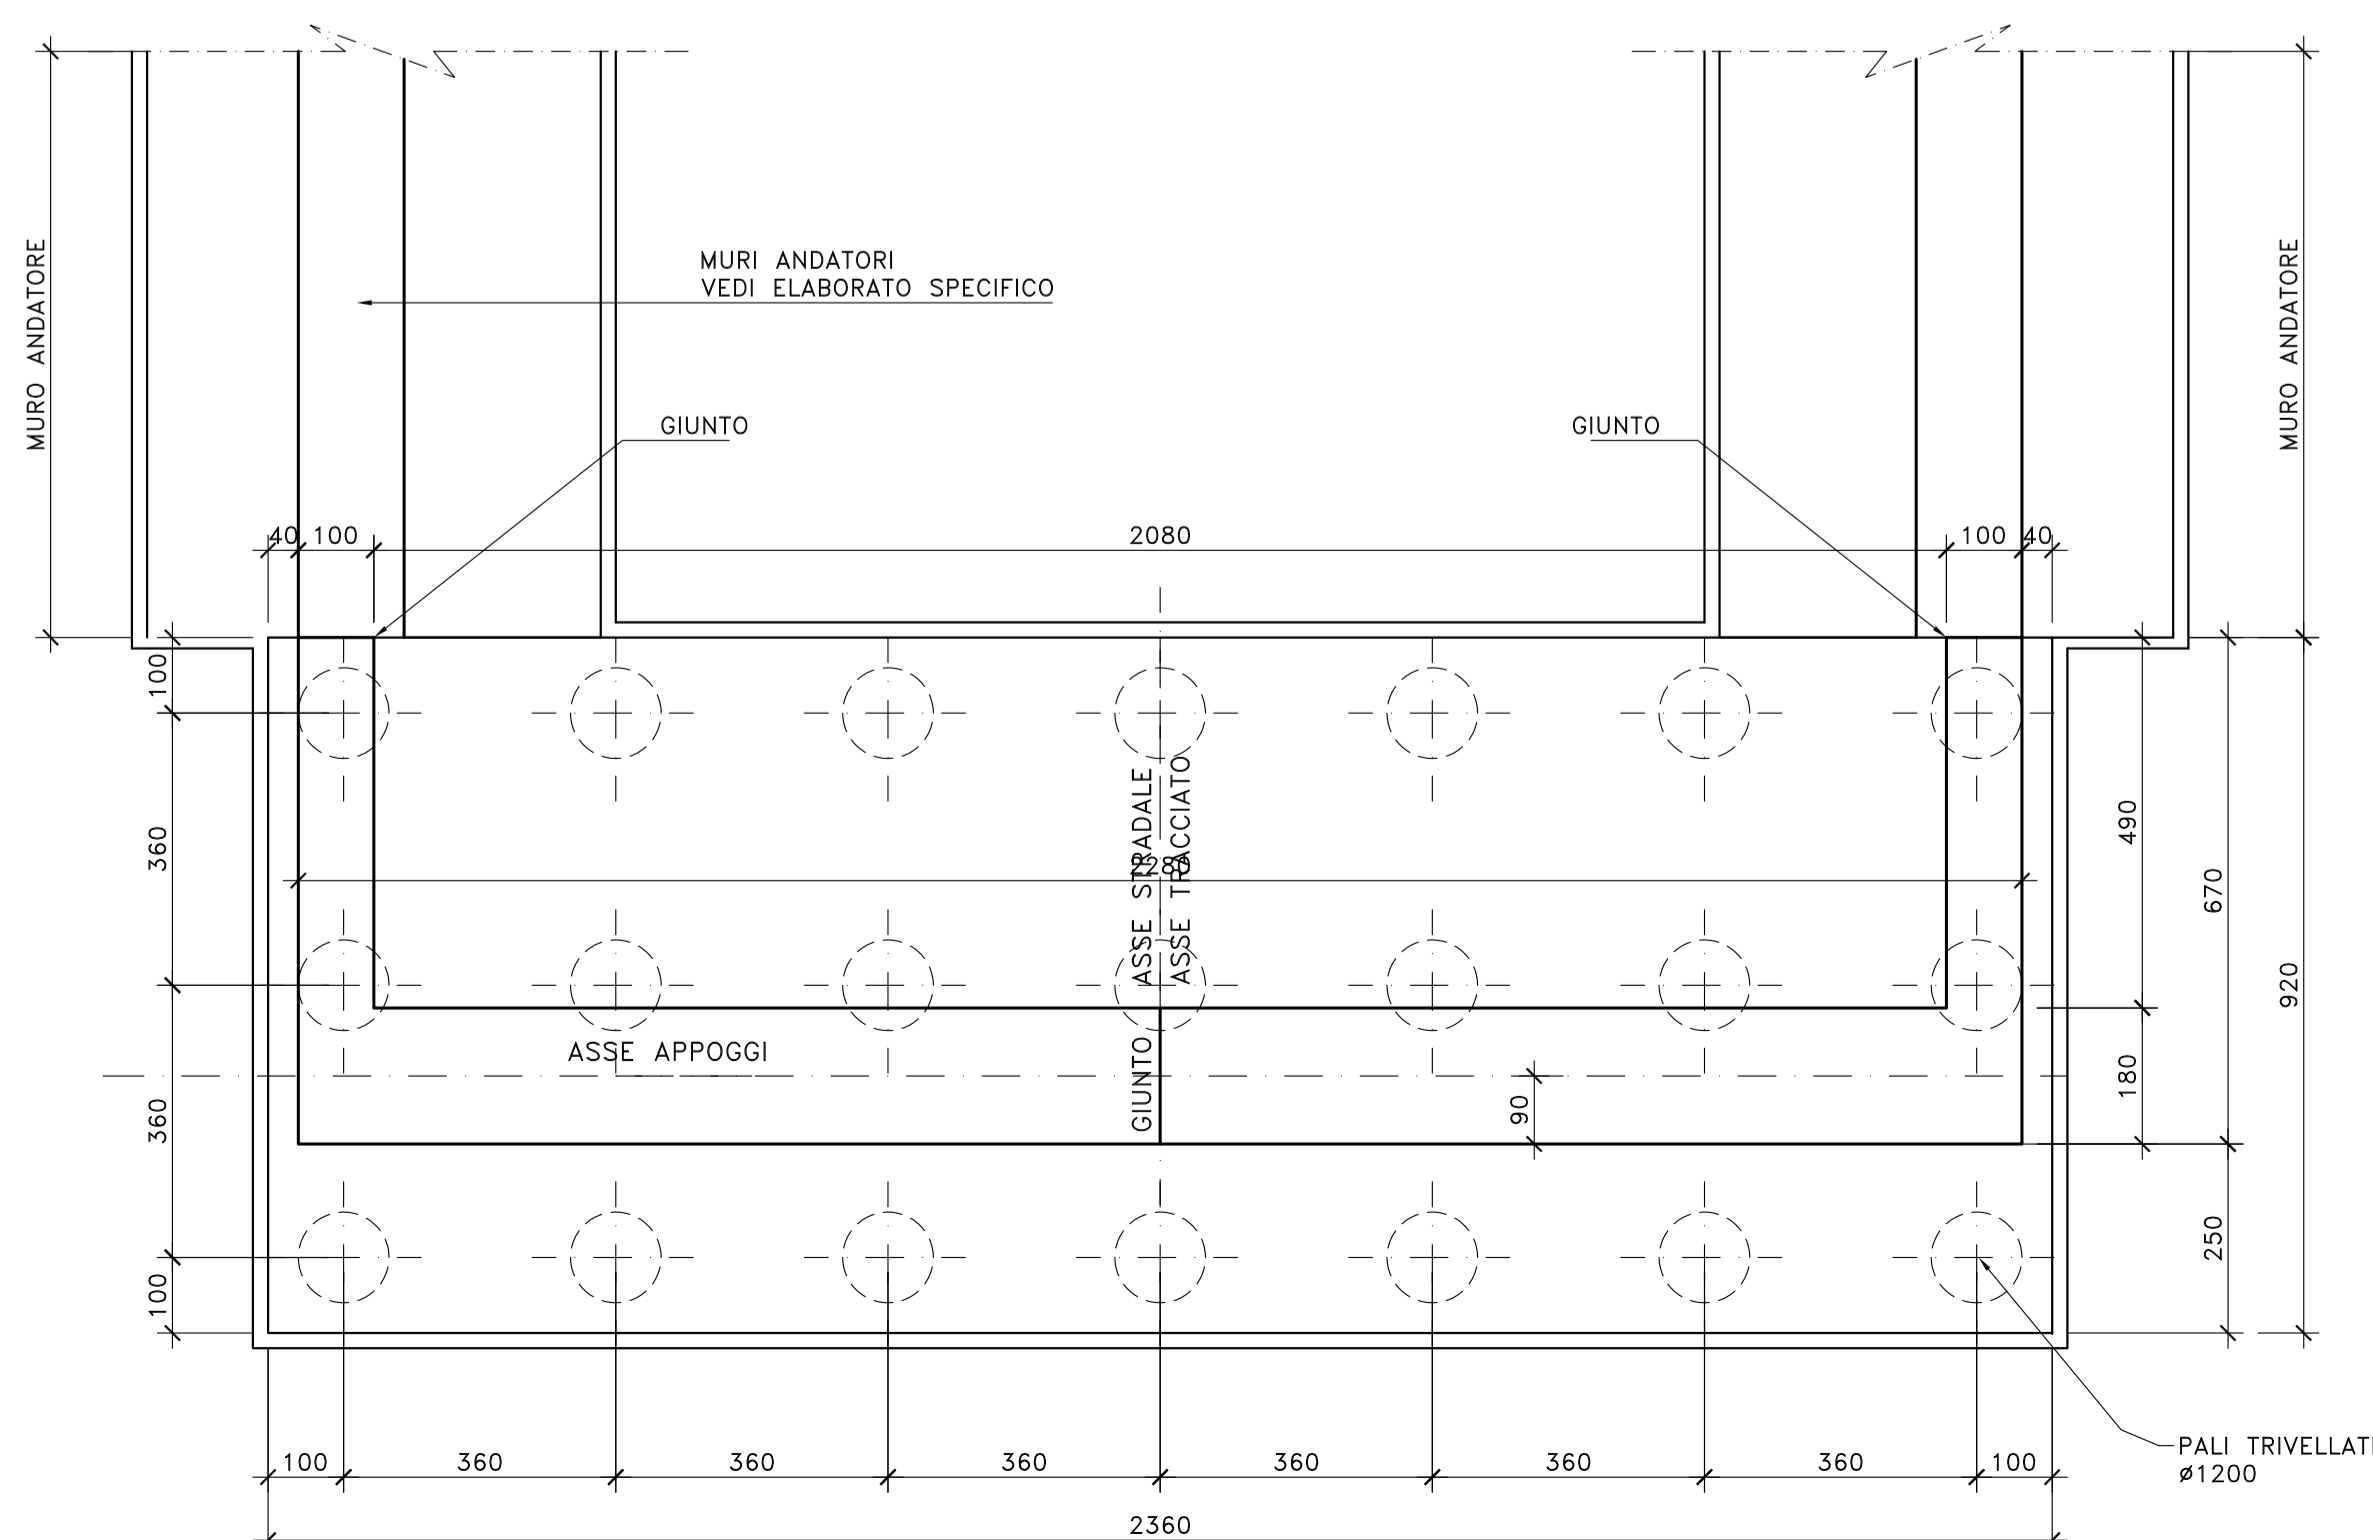 MURO ANDATORE
MURI ANDATORI
VEDI ELABORATO SPECIFICO
MURO ANDATORE
GIUNTO
GIUNTO
40
100
2080
100
40
100
360
360
100
ASSE STRADALE
ASSE TRACCIATO
2280
490
670
920
ASSE APPOGGI
GIUNTO
90
180
250
100
360
360
360
360
360
360
100
2360
PALI TRIVELLATI
ø1200